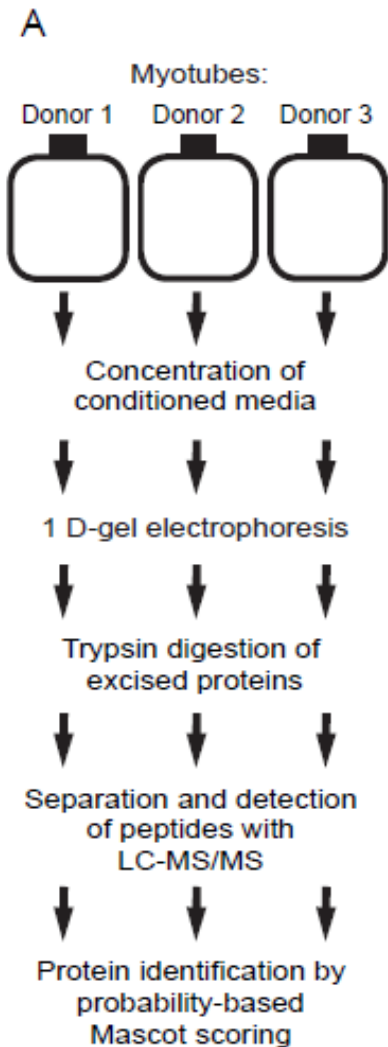 A
Myotubes:
Donor 1 Donor 2 Donor 3
Concentration of
conditioned media
1 D-gel electrophoresis
Trypsin digestion of
excised proteins
Separation and detection
of peptides with
LC-MS/MS
Protein identification by
probability-based
Mascot scoring